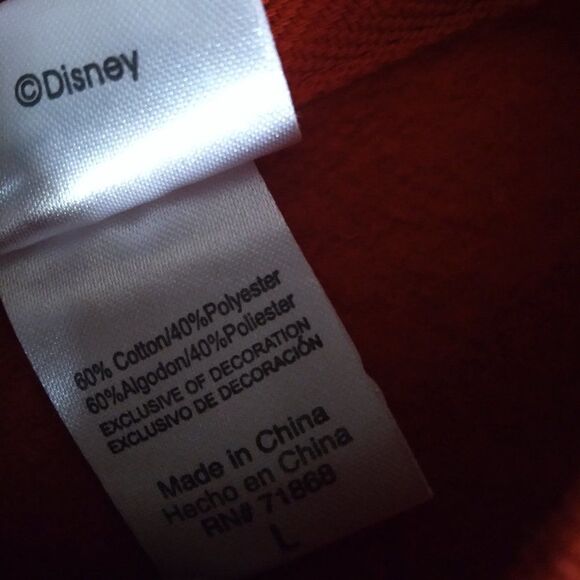 ©Disney
60% Cotton/40%Polyester
60%Algodon/40%Poliester
EXCLUSIVE OF DECORATION
EXCLUSIVO DE DECORACIÓN
Made in China
Hecho en China
RN# 71868
L